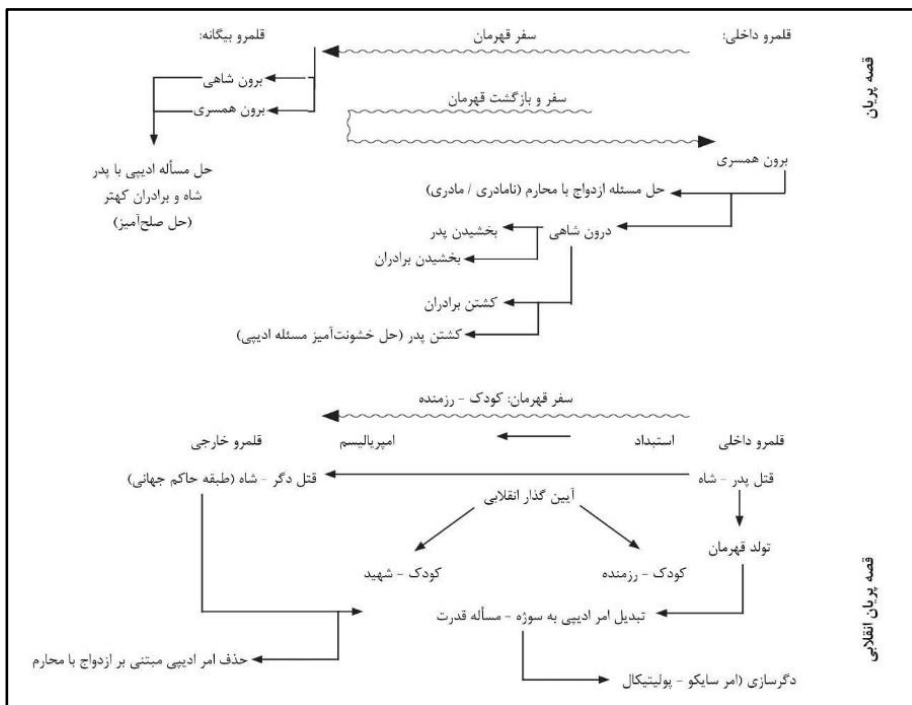 قصه پریان
قلمرو داخلی:
سفر قهرمان
قلمرو بیگانه:
برون شاهی
برون همسری
حل مسأله ادیپی با پدر
شاه و برادران کهتر
(حل صلح‌آمیز)
سفر و بازگشت قهرمان
برون همسری
حل مسئله ازدواج با محارم (نامادری / مادری)
درون شاهی
بخشیدن پدر
بخشیدن برادران
کشتن برادران
کشتن پدر (حل خشونت‌آمیز مسئله ادیپی)
قصه پریان انقلابی
سفر قهرمان: کودک - رزمنده
قلمرو داخلی
استبداد
امپریالیسم
قلمرو خارجی
قتل پدر - شاه
قتل دگر - شاه (طبقه حاکم جهانی)
آیین گذار انقلابی
تولد قهرمان
کودک - رزمنده
کودک - شهید
تبدیل امر ادیپی به سوژه - مسأله قدرت
حذف امر ادیپی مبتنی بر ازدواج با محارم
دگرسازی (امر سایکو - پولیتیکال